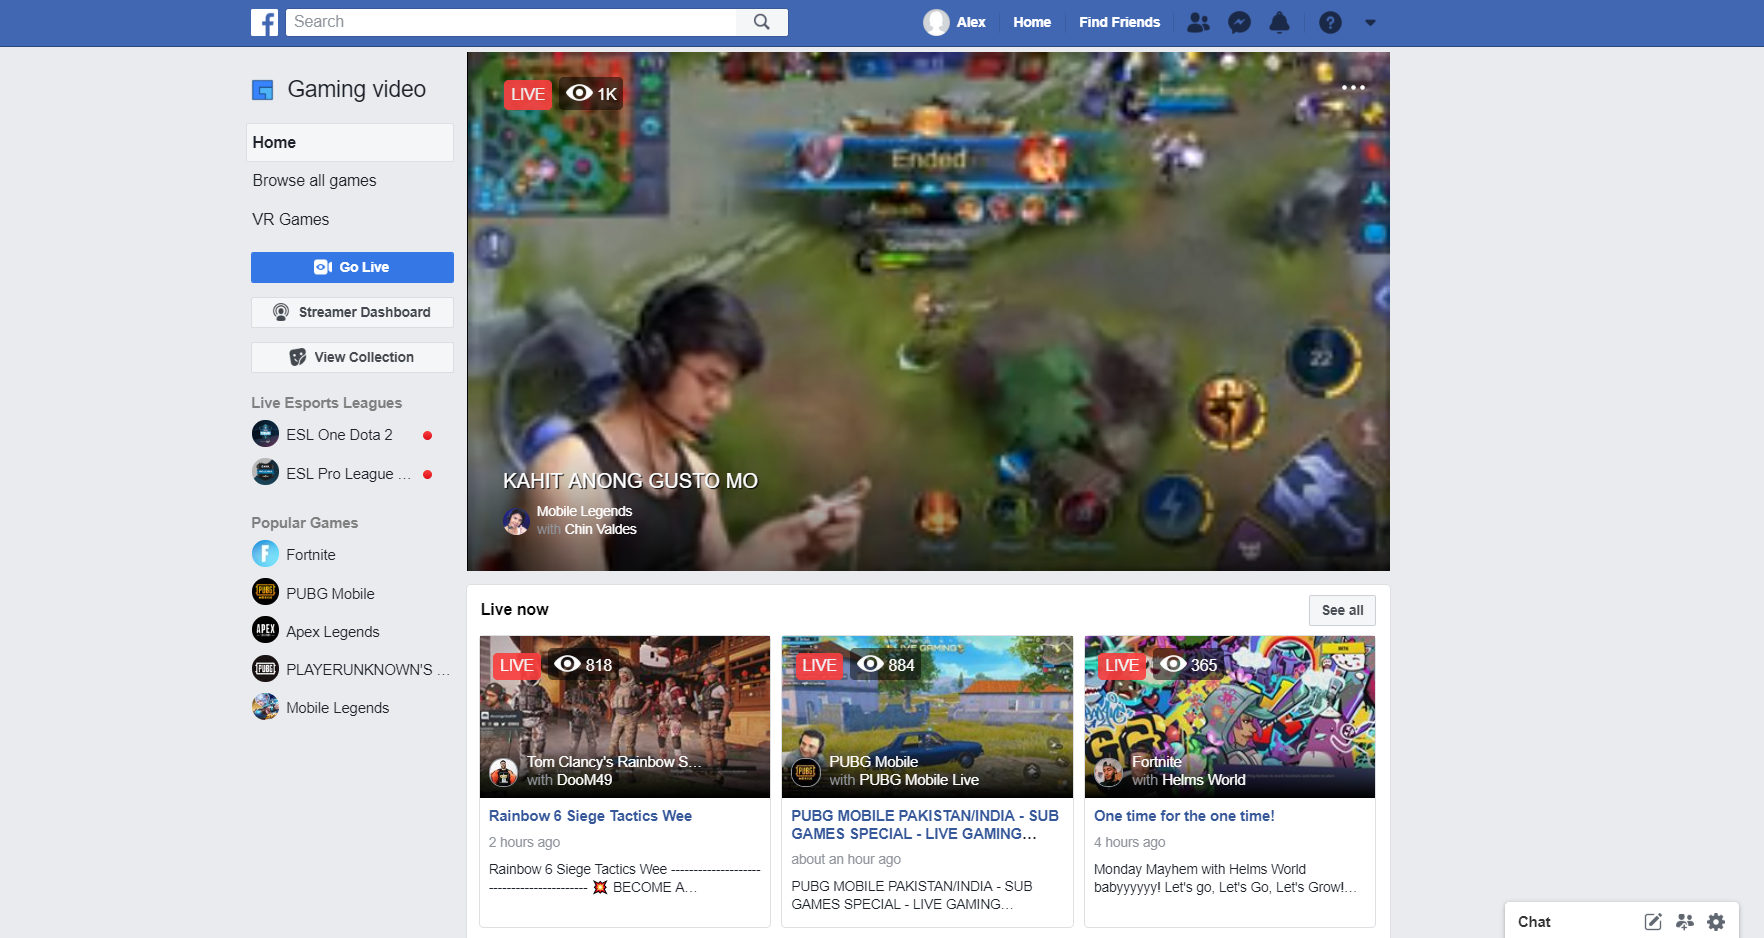 Search
Alex
Home
Find Friends
Gaming video
Home
Browse all games
VR Games
Go Live
Streamer Dashboard
View Collection
Live Esports Leagues
ESL One Dota 2
ESL Pro League ...
Popular Games
Fortnite
PUBG Mobile
Apex Legends
PLAYERUNKNOWN'S ...
Mobile Legends
LIVE 1K
Ended
22
KAHIT ANONG GUSTO MO
Mobile Legends
with Chin Valdes
Live now
See all
LIVE 818
Tom Clancy's Rainbow S...
with DooM49
Rainbow 6 Siege Tactics Wee
2 hours ago
Rainbow 6 Siege Tactics Wee ---------------------
----------------------- 💥 BECOME A...
LIVE GAMING
LIVE 884
PUBG Mobile
with PUBG Mobile Live
PUBG MOBILE PAKISTAN/INDIA - SUB
GAMES SPECIAL - LIVE GAMING...
about an hour ago
PUBG MOBILE PAKISTAN/INDIA - SUB
GAMES SPECIAL - LIVE GAMING...
LIVE 365
Fortnite
with Helms World
One time for the one time!
4 hours ago
Monday Mayhem with Helms World
babyyyyyy! Let's go, Let's Go, Let's Grow!...
Chat